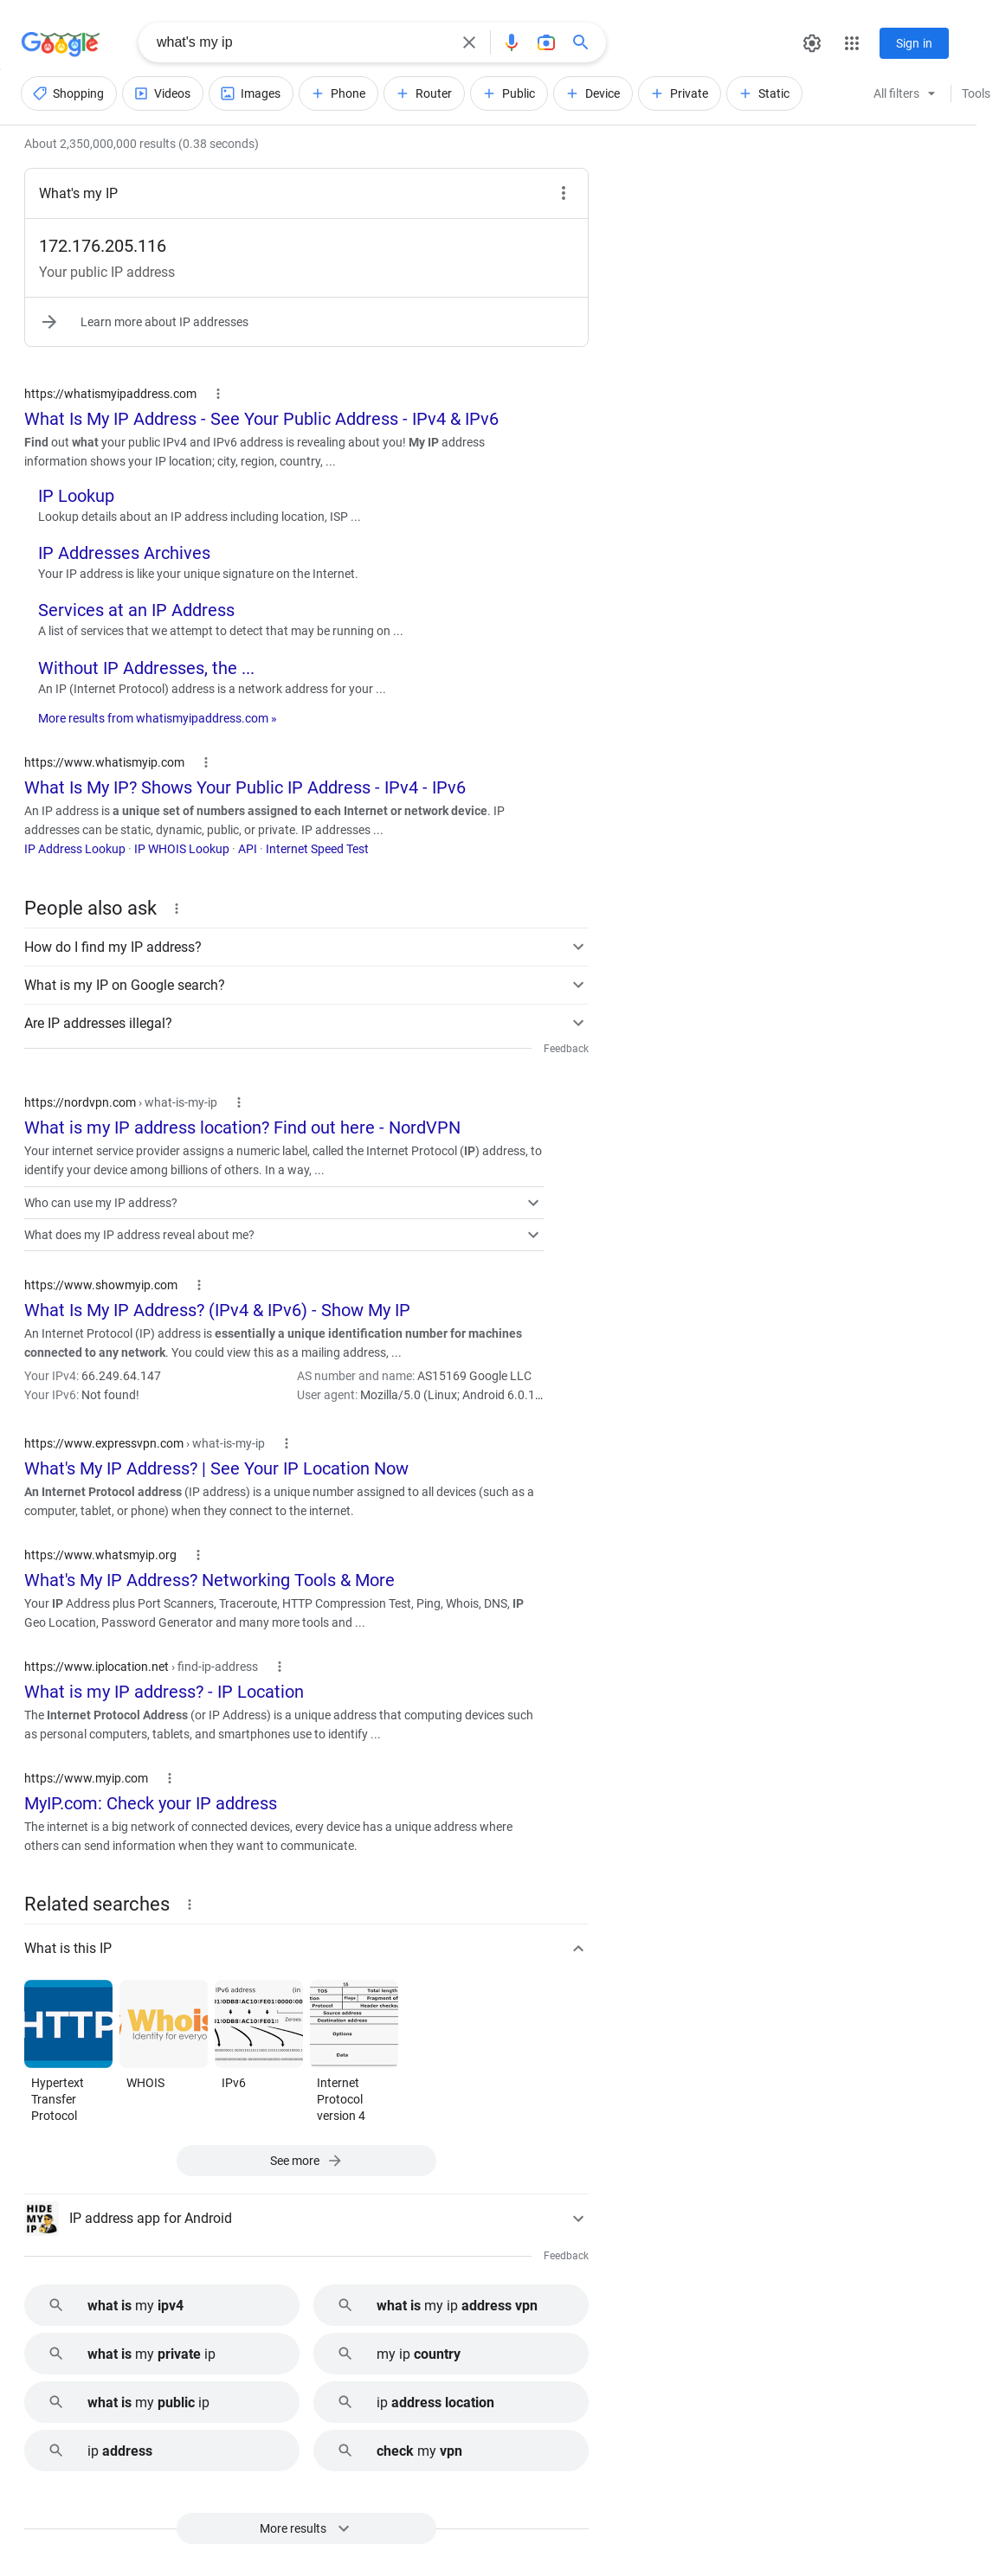 Google
what's my ip
Sign in
Shopping
Videos
Images
Phone
Router
Public
Device
Private
Static
All filters
Tools
About 2,350,000,000 results (0.38 seconds)
What's my IP
172.176.205.116
Your public IP address
Learn more about IP addresses
https://whatismyipaddress.com
What Is My IP Address - See Your Public Address - IPv4 & IPv6
Find out what your public IPv4 and IPv6 address is revealing about you! My IP address
information shows your IP location; city, region, country, ...
IP Lookup
Lookup details about an IP address including location, ISP ...
IP Addresses Archives
Your IP address is like your unique signature on the Internet.
Services at an IP Address
A list of services that we attempt to detect that may be running on ...
Without IP Addresses, the ...
An IP (Internet Protocol) address is a network address for your ...
More results from whatismyipaddress.com »
https://www.whatismyip.com
What Is My IP? Shows Your Public IP Address - IPv4 - IPv6
An IP address is a unique set of numbers assigned to each Internet or network device. IP
addresses can be static, dynamic, public, or private. IP addresses ...
IP Address Lookup · IP WHOIS Lookup · API · Internet Speed Test
People also ask
How do I find my IP address?
What is my IP on Google search?
Are IP addresses illegal?
Feedback
https://nordvpn.com › what-is-my-ip
What is my IP address location? Find out here - NordVPN
Your internet service provider assigns a numeric label, called the Internet Protocol (IP) address, to
identify your device among billions of others. In a way, ...
Who can use my IP address?
What does my IP address reveal about me?
https://www.showmyip.com
What Is My IP Address? (IPv4 & IPv6) - Show My IP
An Internet Protocol (IP) address is essentially a unique identification number for machines
connected to any network. You could view this as a mailing address, ...
Your IPv4: 66.249.64.147 AS number and name: AS15169 Google LLC
Your IPv6: Not found! User agent: Mozilla/5.0 (Linux; Android 6.0.1...
https://www.expressvpn.com › what-is-my-ip
What's My IP Address? | See Your IP Location Now
An Internet Protocol address (IP address) is a unique number assigned to all devices (such as a
computer, tablet, or phone) when they connect to the internet.
https://www.whatsmyip.org
What's My IP Address? Networking Tools & More
Your IP Address plus Port Scanners, Traceroute, HTTP Compression Test, Ping, Whois, DNS, IP
Geo Location, Password Generator and many more tools and ...
https://www.iplocation.net › find-ip-address
What is my IP address? - IP Location
The Internet Protocol Address (or IP Address) is a unique address that computing devices such
as personal computers, tablets, and smartphones use to identify ...
https://www.myip.com
MyIP.com: Check your IP address
The internet is a big network of connected devices, every device has a unique address where
others can send information when they want to communicate.
Related searches
What is this IP
HTTP
Whois
Identity for everyo
IPv6 address (in
Zeroes
TOS Total length
Flags Fragment of
Protocol Header checksu
Source address
Destination address
Options
Data
Hypertext
Transfer
Protocol
WHOIS
IPv6
Internet
Protocol
version 4
See more
HIDE
MY
IP
IP address app for Android
Feedback
what is my ipv4
what is my ip address vpn
what is my private ip
my ip country
what is my public ip
ip address location
ip address
check my vpn
More results